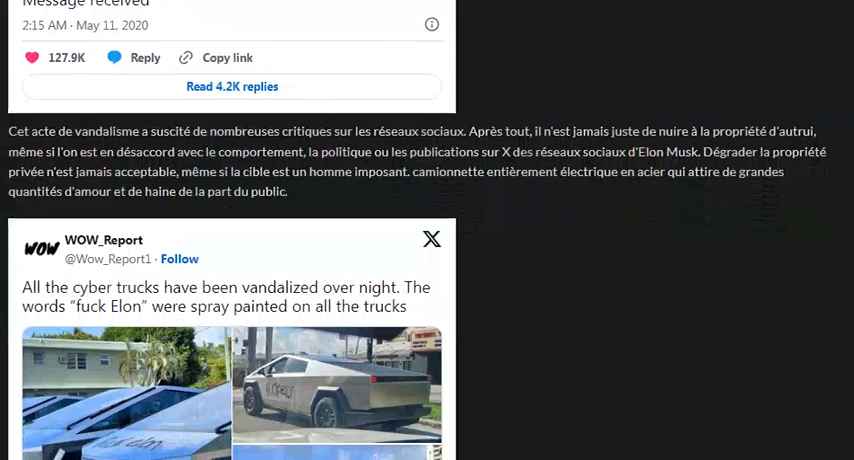 Message received
2:15 AM · May 11, 2020
127.9K Reply Copy link
Read 4.2K replies
Cet acte de vandalisme a suscité de nombreuses critiques sur les réseaux sociaux. Après tout, il n'est jamais juste de nuire à la propriété d'autrui,
même si l'on est en désaccord avec le comportement, la politique ou les publications sur X des réseaux sociaux d'Elon Musk. Dégrader la propriété
privée n'est jamais acceptable, même si la cible est un homme imposant. camionnette entièrement électrique en acier qui attire de grandes
quantités d'amour et de haine de la part du public.
WOW
WOW_Report
@Wow_Report1 · Follow
All the cyber trucks have been vandalized over night. The
words “fuck Elon” were spray painted on all the trucks
fuck elon